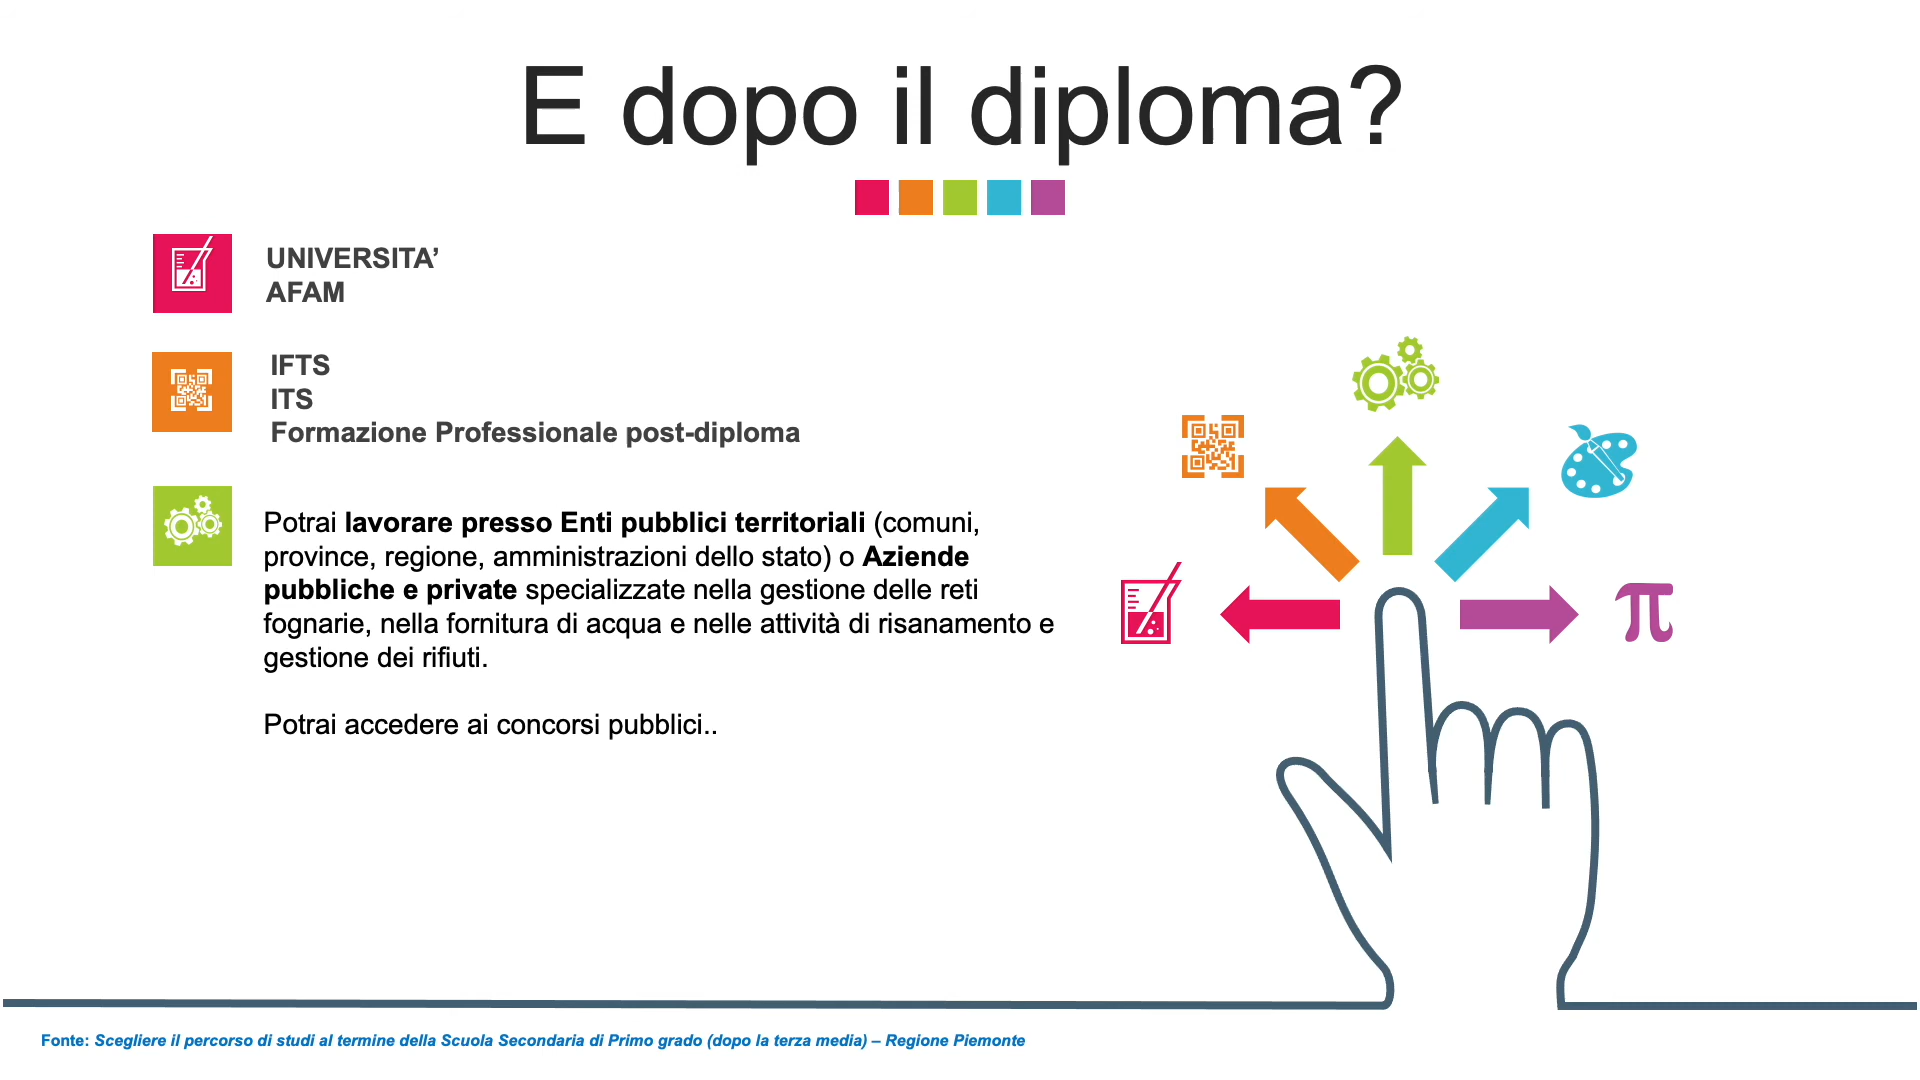 E dopo il diploma?
UNIVERSITA’
AFAM
IFTS
ITS
Formazione Professionale post-diploma
Potrai lavorare presso Enti pubblici territoriali (comuni,
province, regione, amministrazioni dello stato) o Aziende
pubbliche e private specializzate nella gestione delle reti
fognarie, nella fornitura di acqua e nelle attività di risanamento e
gestione dei rifiuti.
Potrai accedere ai concorsi pubblici..
π
Fonte: Scegliere il percorso di studi al termine della Scuola Secondaria di Primo grado (dopo la terza media) – Regione Piemonte